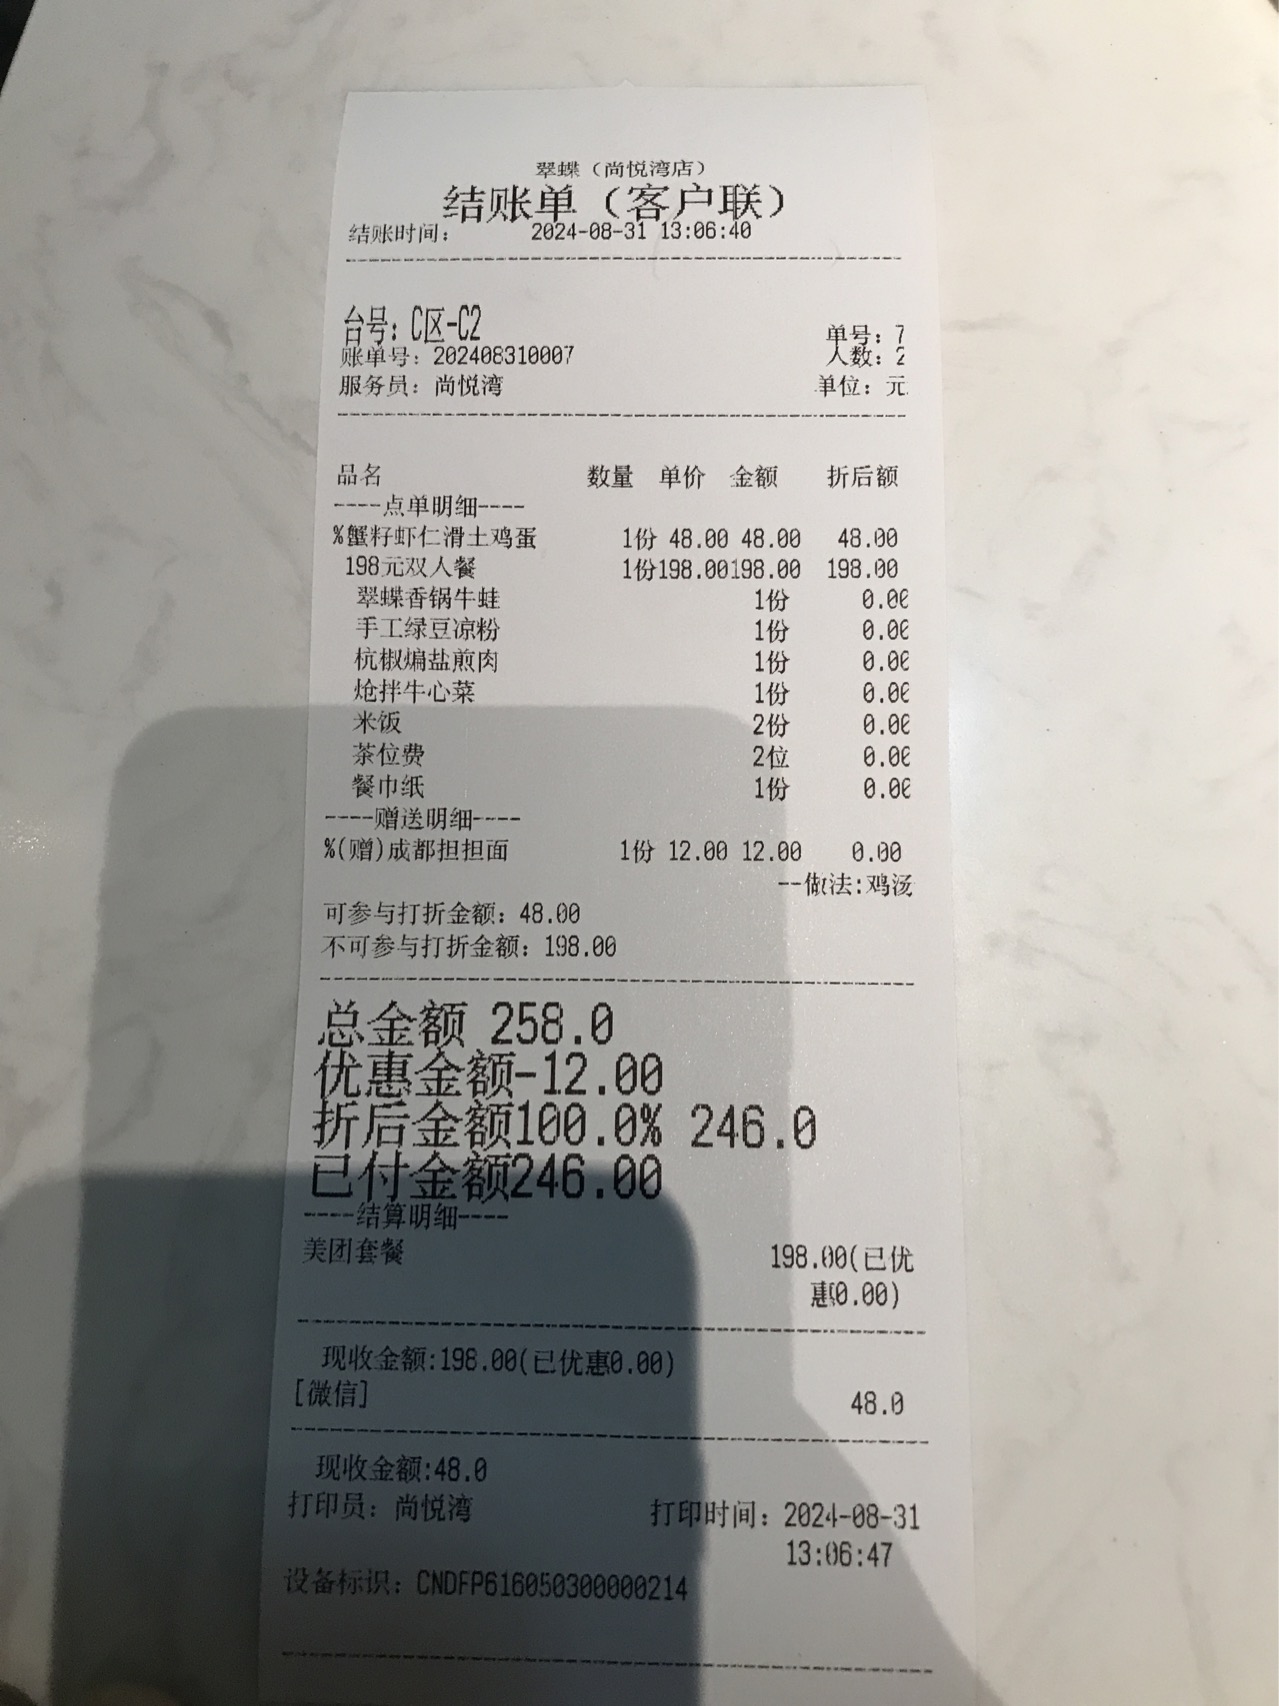 翠蝶（尚悦湾店）
结账单（客户联）
结账时间： 2024-08-31 13:06:40
台号：C区-C2 单号：7
账单号：202408310007 人数：2
服务员：尚悦湾 单位：元
品名 数量 单价 金额 折后额
----点单明细----
%蟹籽虾仁滑土鸡蛋 1份 48.00 48.00 48.00
198元双人餐 1份198.00198.00 198.00
翠蝶香锅牛蛙 1份 0.00
手工绿豆凉粉 1份 0.00
杭椒煸盐煎肉 1份 0.00
炝拌牛心菜 1份 0.00
米饭 2份 0.00
茶位费 2位 0.00
餐巾纸 1份 0.00
----赠送明细----
%(赠)成都担担面 1份 12.00 12.00 0.00
--做法:鸡汤
可参与打折金额：48.00
不可参与打折金额：198.00
总金额 258.0
优惠金额-12.00
折后金额100.0% 246.0
已付金额246.00
----结算明细----
美团套餐 198.00(已优
惠0.00)
现收金额:198.00(已优惠0.00)
[微信] 48.0
现收金额:48.0
打印员：尚悦湾 打印时间：2024-08-31
13:06:47
设备标识：CNDFP616050300000214